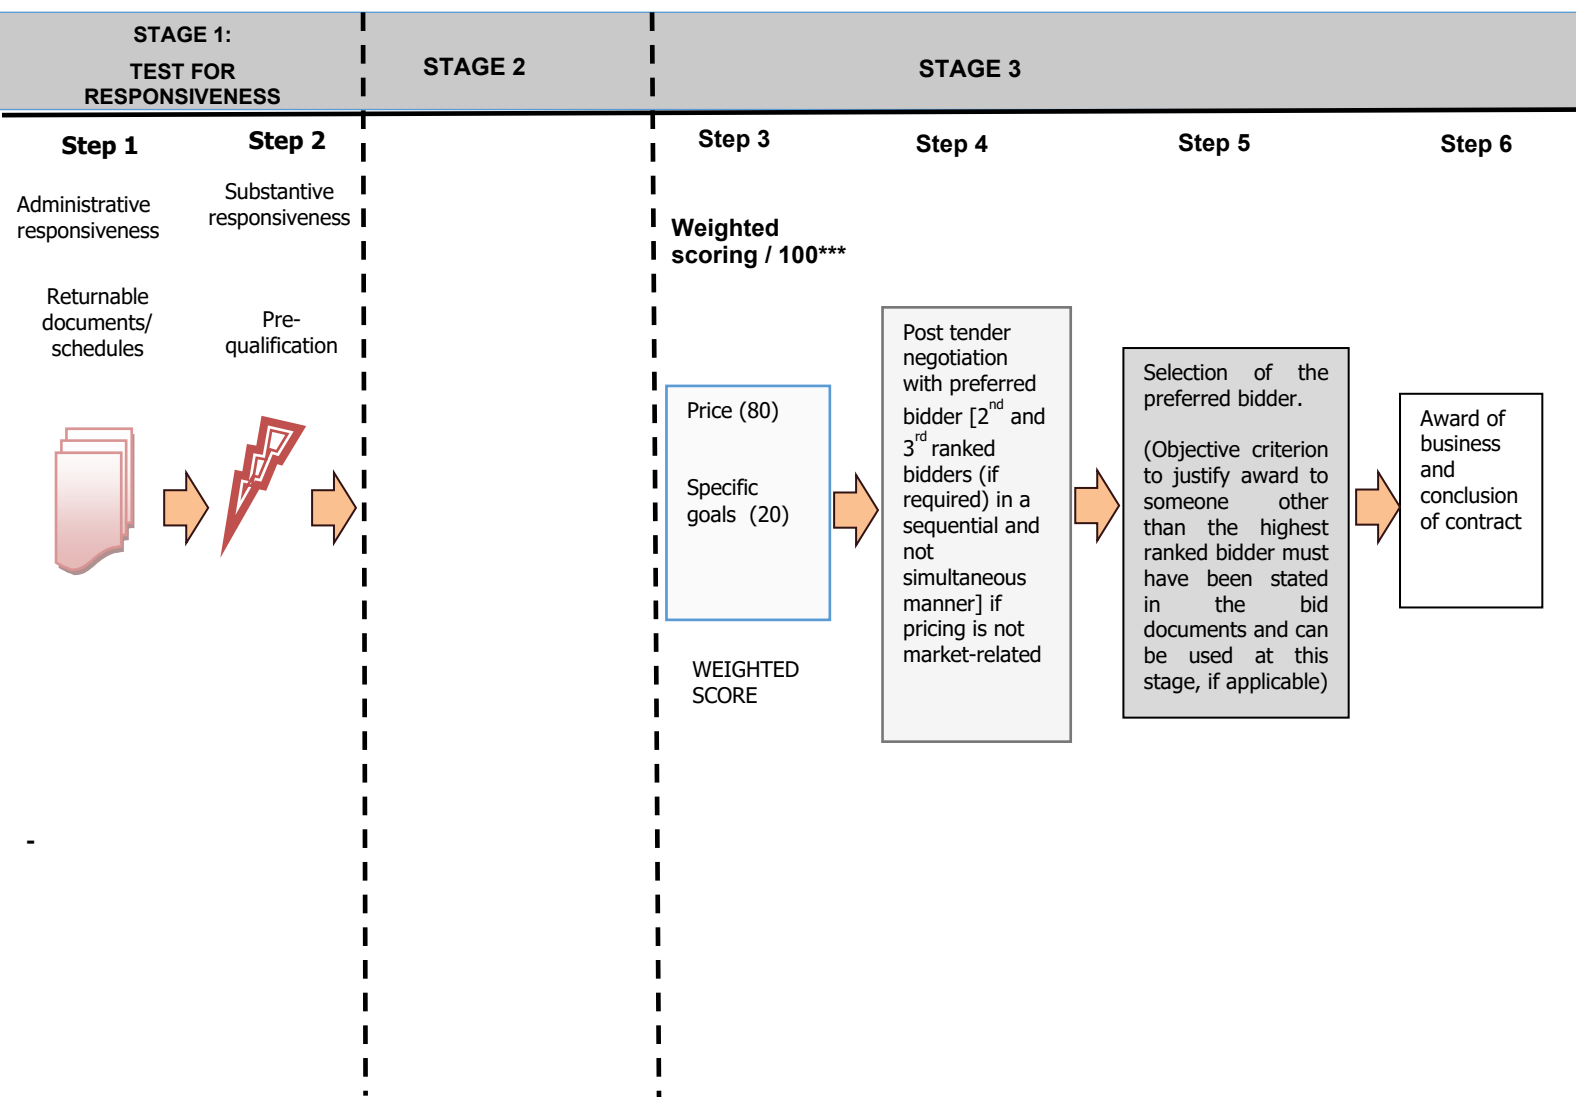 STAGE 1:
TEST FOR
RESPONSIVENESS
STAGE 2
STAGE 3
Step 1
Step 2
Step 3
Step 4
Step 5
Step 6
Administrative
responsiveness
Substantive
responsiveness
Weighted
scoring / 100***
Returnable
documents/
schedules
Pre-
qualification
Price (80)
Specific
goals (20)
WEIGHTED
SCORE
Post tender
negotiation
with preferred
bidder [2nd and
3rd ranked
bidders (if
required) in a
sequential and
not
simultaneous
manner] if
pricing is not
market-related
Selection of the
preferred bidder.
(Objective criterion
to justify award to
someone other
than the highest
ranked bidder must
have been stated
in the bid
documents and can
be used at this
stage, if applicable)
Award of
business
and
conclusion
of contract
-